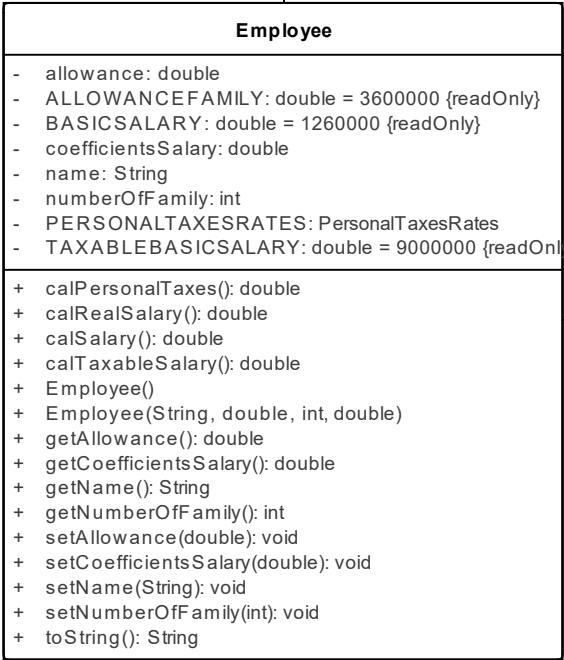 Employee
- allowance: double
- ALLOWANCEFAMILY: double = 3600000 {readOnly}
- BASICSALARY: double = 1260000 {readOnly}
- coefficientsSalary: double
- name: String
- numberOfFamily: int
- PERSONALTAXESRATES: PersonalTaxesRates
- TAXABLEBASICSALARY: double = 9000000 {readOnl
+ calPersonalTaxes(): double
+ calRealSalary(): double
+ calSalary(): double
+ calTaxableSalary(): double
+ Employee()
+ Employee(String, double, int, double)
+ getAllowance(): double
+ getCoefficientsSalary(): double
+ getName(): String
+ getNumberOfFamily(): int
+ setAllowance(double): void
+ setCoefficientsSalary(double): void
+ setName(String): void
+ setNumberOfFamily(int): void
+ toString(): String